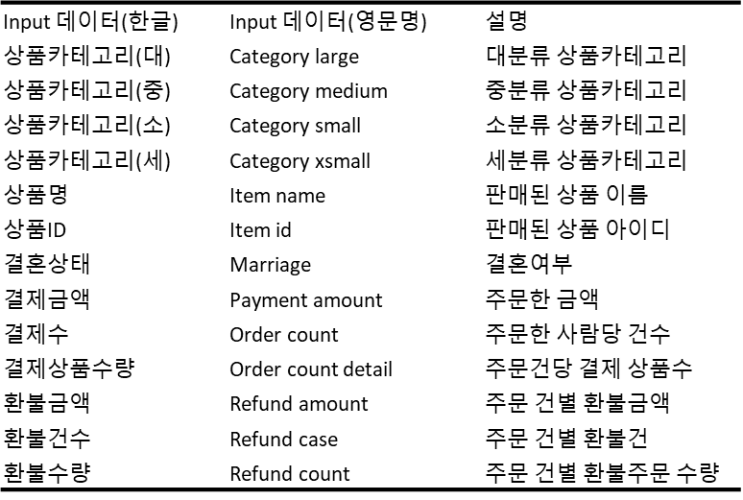 Input 데이터(한글) Input 데이터(영문명) 설명
상품카테고리(대) Category large 대분류 상품카테고리
상품카테고리(중) Category medium 중분류 상품카테고리
상품카테고리(소) Category small 소분류 상품카테고리
상품카테고리(세) Category xsmall 세분류 상품카테고리
상품명 Item name 판매된 상품 이름
상품ID Item id 판매된 상품 아이디
결혼상태 Marriage 결혼여부
결제금액 Payment amount 주문한 금액
결제수 Order count 주문한 사람당 건수
결제상품수량 Order count detail 주문건당 결제 상품수
환불금액 Refund amount 주문 건별 환불금액
환불건수 Refund case 주문 건별 환불건
환불수량 Refund count 주문 건별 환불주문 수량